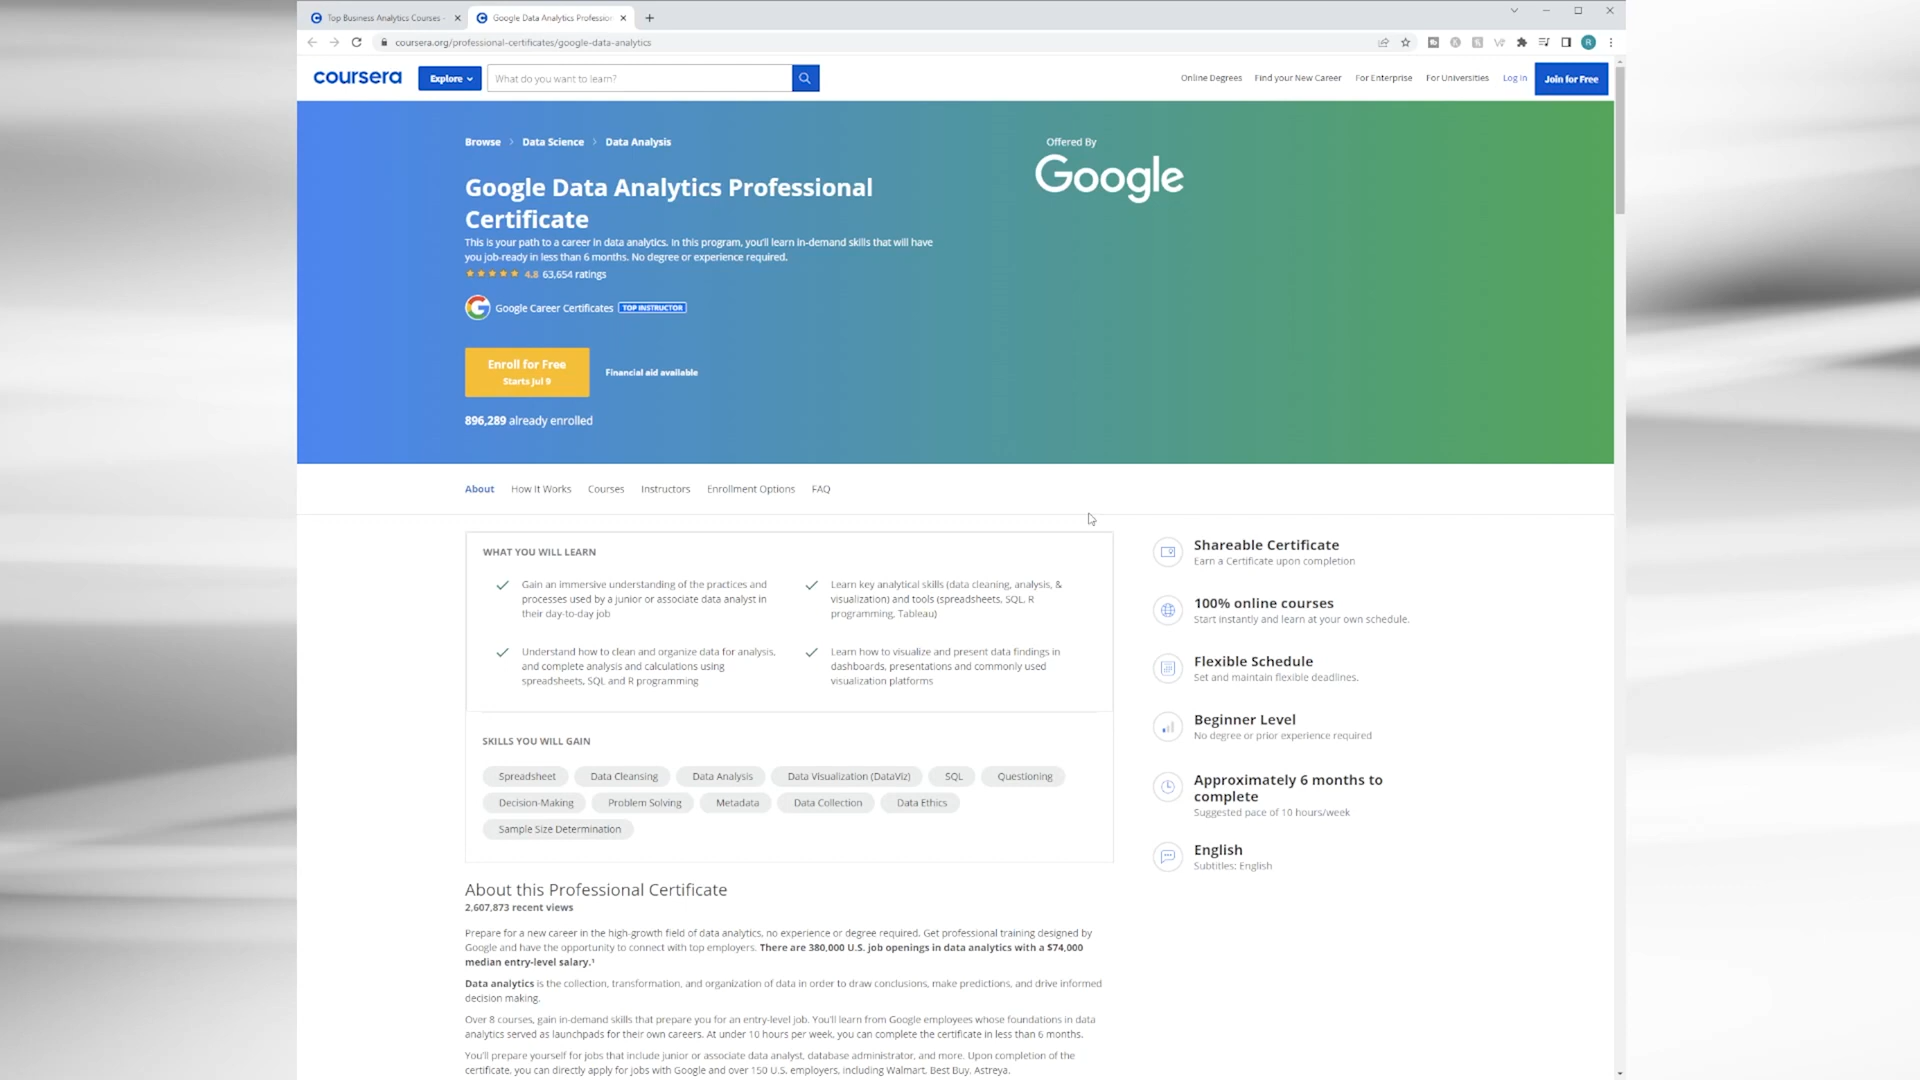 Top Business Analytics Courses -
Google Data Analytics Profession
coursera.org/professional-certificates/google-data-analytics
R
coursera
Explore
What do you want to learn?
Online Degrees
Find your New Career
For Enterprise
For Universities
Log In
Join for Free
Browse > Data Science > Data Analysis
Offered By
Google
Google Data Analytics Professional
Certificate
This is your path to a career in data analytics. In this program, you'll learn in-demand skills that will have
you job-ready in less than 6 months. No degree or experience required.
4.8 63,654 ratings
Google Career Certificates TOP INSTRUCTOR
Enroll for Free
Starts Jul 9
Financial aid available
896,289 already enrolled
About
How It Works
Courses
Instructors
Enrollment Options
FAQ
WHAT YOU WILL LEARN
Gain an immersive understanding of the practices and
processes used by a junior or associate data analyst in
their day-to-day job
Learn key analytical skills (data cleaning, analysis, &
visualization) and tools (spreadsheets, SQL, R
programming, Tableau)
Understand how to clean and organize data for analysis,
and complete analysis and calculations using
spreadsheets, SQL and R programming
Learn how to visualize and present data findings in
dashboards, presentations and commonly used
visualization platforms
SKILLS YOU WILL GAIN
Spreadsheet
Data Cleansing
Data Analysis
Data Visualization (DataViz)
SQL
Questioning
Decision-Making
Problem Solving
Metadata
Data Collection
Data Ethics
Sample Size Determination
Shareable Certificate
Earn a Certificate upon completion
100% online courses
Start instantly and learn at your own schedule.
Flexible Schedule
Set and maintain flexible deadlines.
Beginner Level
No degree or prior experience required
Approximately 6 months to
complete
Suggested pace of 10 hours/week
English
Subtitles: English
About this Professional Certificate
2,607,873 recent views
Prepare for a new career in the high-growth field of data analytics, no experience or degree required. Get professional training designed by
Google and have the opportunity to connect with top employers. There are 380,000 U.S. job openings in data analytics with a $74,000
median entry-level salary.¹
Data analytics is the collection, transformation, and organization of data in order to draw conclusions, make predictions, and drive informed
decision making.
Over 8 courses, gain in-demand skills that prepare you for an entry-level job. You'll learn from Google employees whose foundations in data
analytics served as launchpads for their own careers. At under 10 hours per week, you can complete the certificate in less than 6 months.
You'll prepare yourself for jobs that include junior or associate data analyst, database administrator, and more. Upon completion of the
certificate, you can directly apply for jobs with Google and over 150 U.S. employers, including Walmart, Best Buy, Astreya.